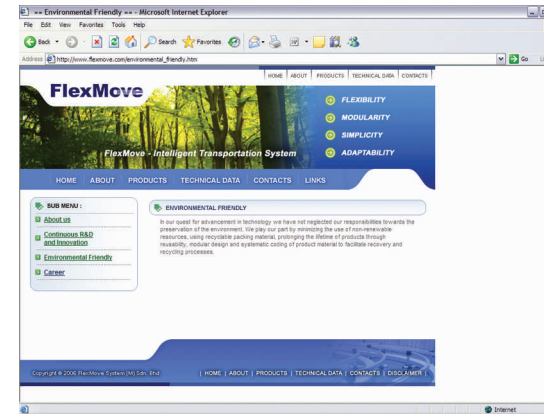 == Environmental Friendly == - Microsoft Internet Explorer
File Edit View Favorites Tools Help
Back Search Favorites
Address http://www.flexmove.com/environmental_friendly.htm Go
HOME ABOUT PRODUCTS TECHNICAL DATA CONTACTS
FlexMove
FLEXIBILITY
MODULARITY
SIMPLICITY
ADAPTABILITY
FlexMove - Intelligent Transportation System
HOME ABOUT PRODUCTS TECHNICAL DATA CONTACTS LINKS
SUB MENU :
About us
Continuous R&D
and Innovation
Environmental Friendly
Career
ENVIRONMENTAL FRIENDLY
In our quest for advancement in technology we have not neglected our responsibilities towards the
preservation of the environment. We play our part by minimizing the use of non-renewable
resources, using recyclable packing material, prolonging the lifetime of products through
reusability, modular design and systematic coding of product material to facilitate recovery and
recycling processes.
Copyright © 2006 FlexMove System (M) Sdn. Bhd.
| HOME | ABOUT | PRODUCTS | TECHNICAL DATA | CONTACTS | DISCLAIMER |
Internet